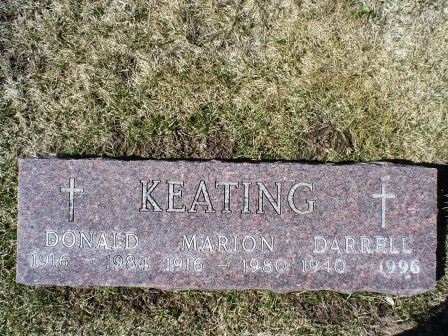 KEATING
DONALD MARION DARRELL
1916 - 1984 1916 - 1980 1940 - 1996